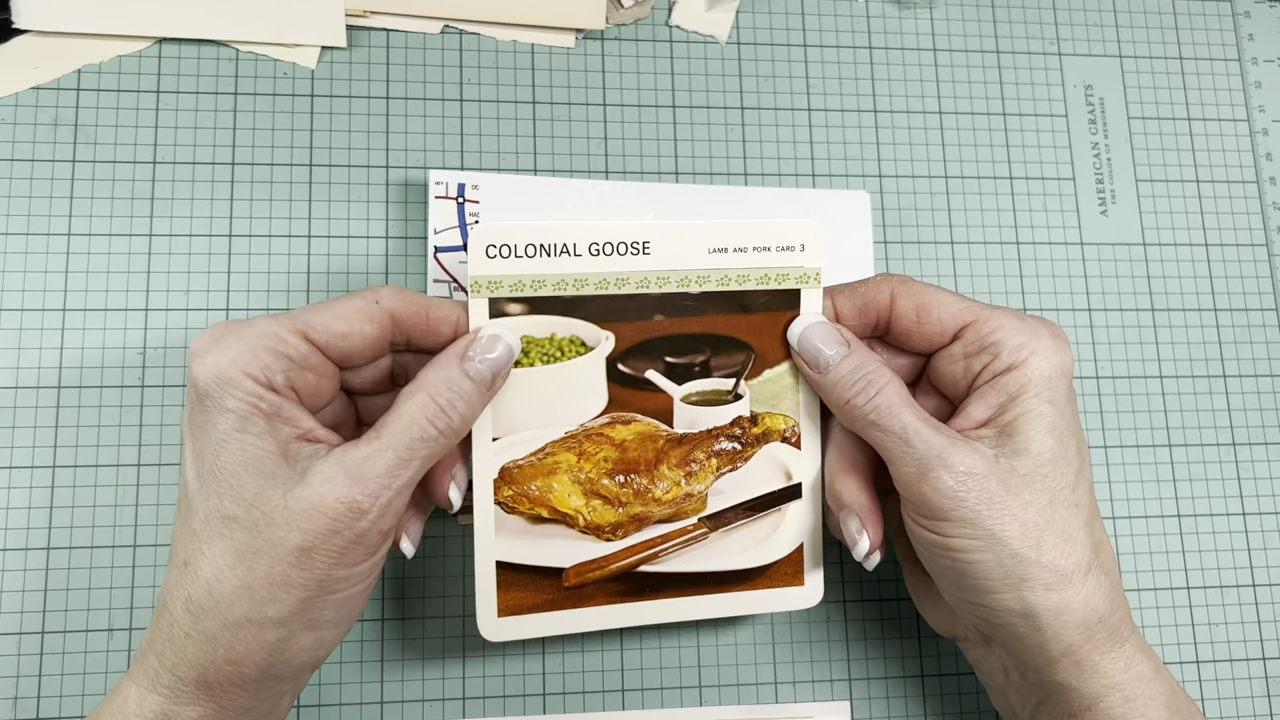 COLONIAL GOOSE
LAMB AND PORK CARD 3
AMERICAN CRAFTS
THE COLOR OF MEMORIES